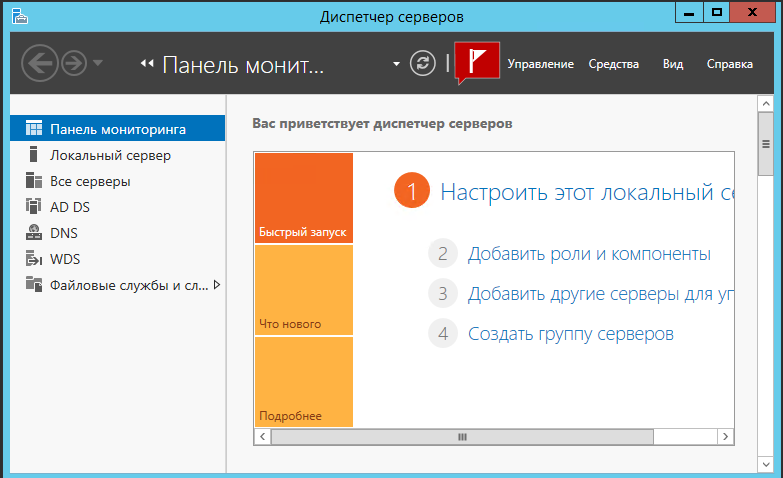 Диспетчер серверов
Панель монит...
Управление
Средства
Вид
Справка
Панель мониторинга
Локальный сервер
Все серверы
AD DS
DNS
WDS
Файловые службы и сл...
Вас приветствует диспетчер серверов
Быстрый запуск
Что нового
Подробнее
1 Настроить этот локальный се
2 Добавить роли и компоненты
3 Добавить другие серверы для уп
4 Создать группу серверов